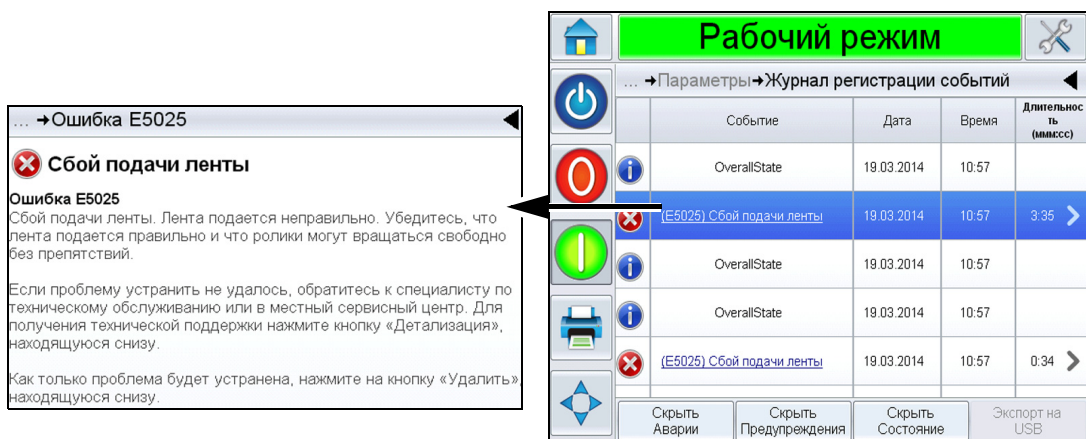 ... ➔Ошибка E5025
Сбой подачи ленты
Ошибка E5025
Сбой подачи ленты. Лента подается неправильно. Убедитесь, что
лента подается правильно и что ролики могут вращаться свободно
без препятствий.
Если проблему устранить не удалось, обратитесь к специалисту по
техническому обслуживанию или в местный сервисный центр. Для
получения технической поддержки нажмите кнопку «Детализация»,
находящуюся снизу.
Как только проблема будет устранена, нажмите на кнопку «Удалить»,
находящуюся снизу.
Рабочий режим
... ➔Параметры➔Журнал регистрации событий
Событие Дата Время Длительнос
ть
(ммм:сс)
OverallState 19.03.2014 10:57
(E5025) Сбой подачи ленты 19.03.2014 10:57 3:35
OverallState 19.03.2014 10:57
OverallState 19.03.2014 10:57
(E5025) Сбой подачи ленты 19.03.2014 10:57 0:34
Скрыть
Аварии
Скрыть
Предупреждения
Скрыть
Состояние
Экспорт на
USB